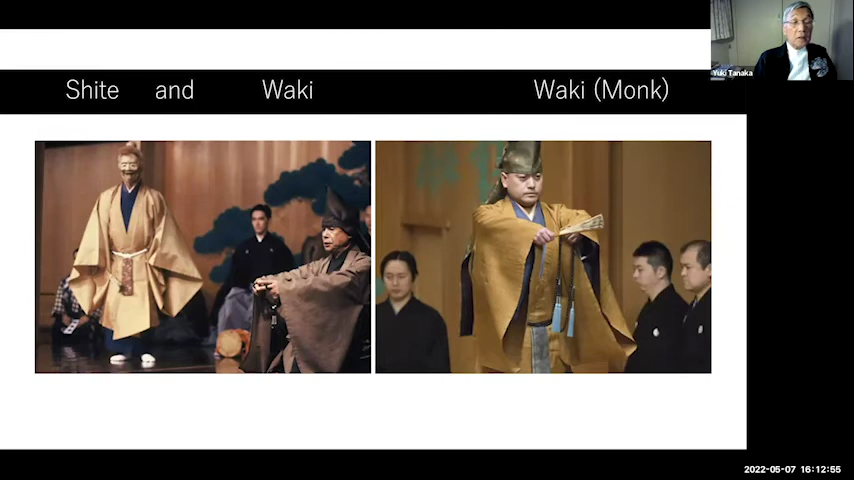 Yuki Tanaka
Shite and Waki
Waki (Monk)
2022-05-07 16:12:55